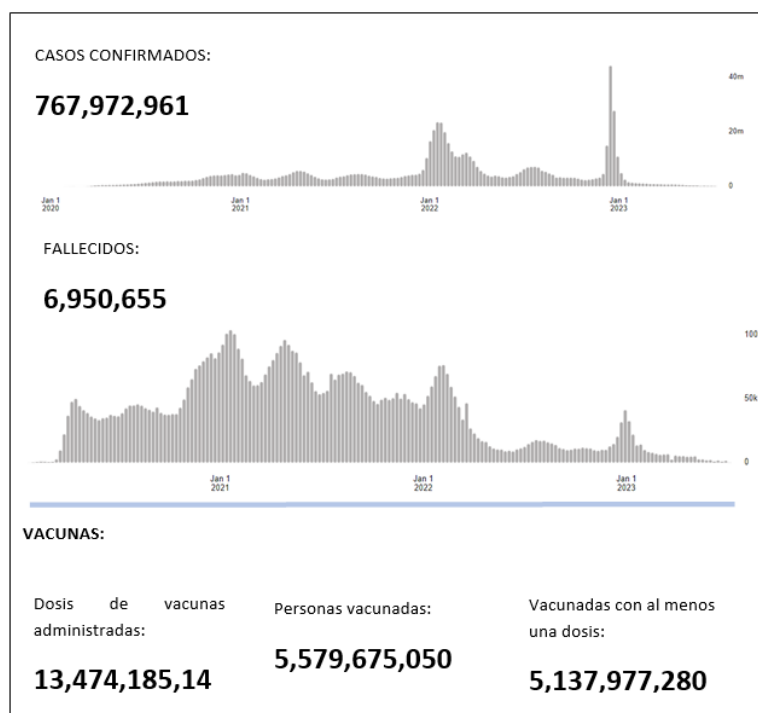 CASOS CONFIRMADOS:
767,972,961
40m
20m
0
Jan 1
2020
Jan 1
2021
Jan 1
2022
Jan 1
2023
FALLECIDOS:
6,950,655
100
50k
0
Jan 1
2021
Jan 1
2022
Jan 1
2023
VACUNAS:
Dosis de vacunas
administradas:
13,474,185,14
Personas vacunadas:
5,579,675,050
Vacunadas con al menos
una dosis:
5,137,977,280